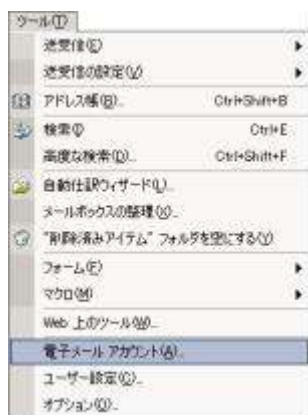 ツール(T)
送受信(E)
送受信の設定(V)
アドレス帳(B)... Ctrl+Shift+B
検索(I) Ctrl+E
高度な検索(D)... Ctrl+Shift+F
自動仕訳ウィザード(L)...
メールボックスの整理(X)...
"削除済みアイテム" フォルダを空にする(Y)
フォーム(F)
マクロ(M)
Web 上のツール(W)...
電子メール アカウント(A)...
ユーザー設定(C)...
オプション(O)...